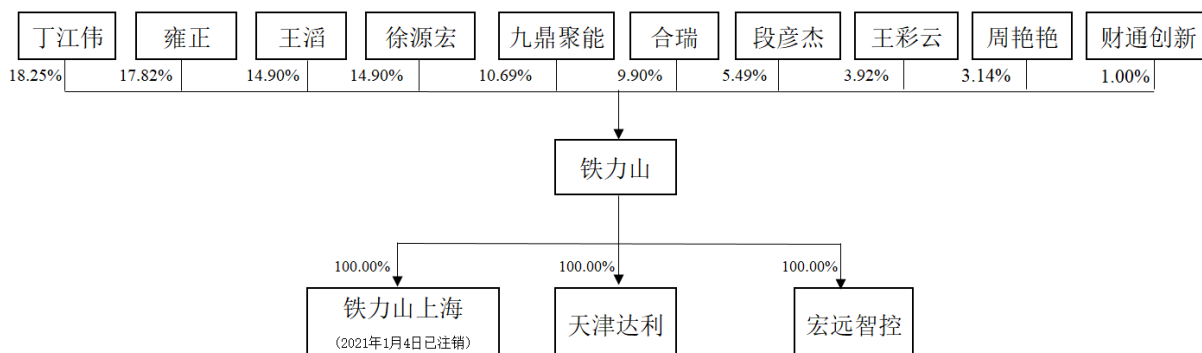 丁江伟 雍正 王滔 徐源宏 九鼎聚能 合瑞 段彦杰 王彩云 周艳艳 财通创新
18.25% 17.82% 14.90% 14.90% 10.69% 9.90% 5.49% 3.92% 3.14% 1.00%
铁力山
100.00% 100.00% 100.00%
铁力山上海 天津达利 宏远智控
（2021年1月4日已注销）